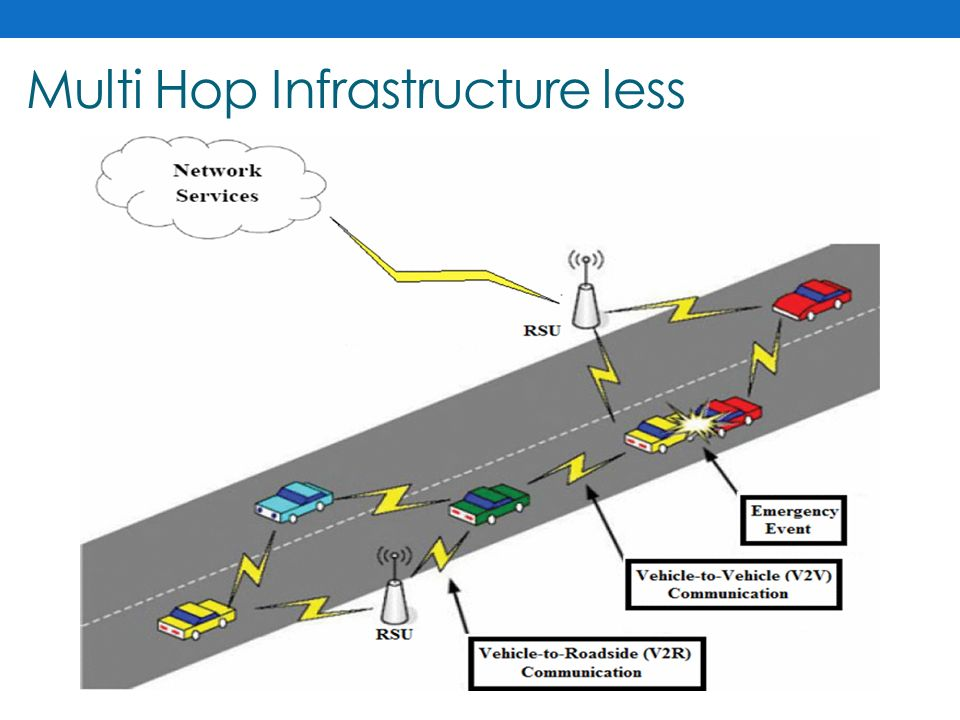 Multi Hop Infrastructure less
Network
Services
RSU
Emergency
Event
Vehicle-to-Vehicle (V2V)
Communication
RSU
Vehicle-to-Roadside (V2R)
Communication